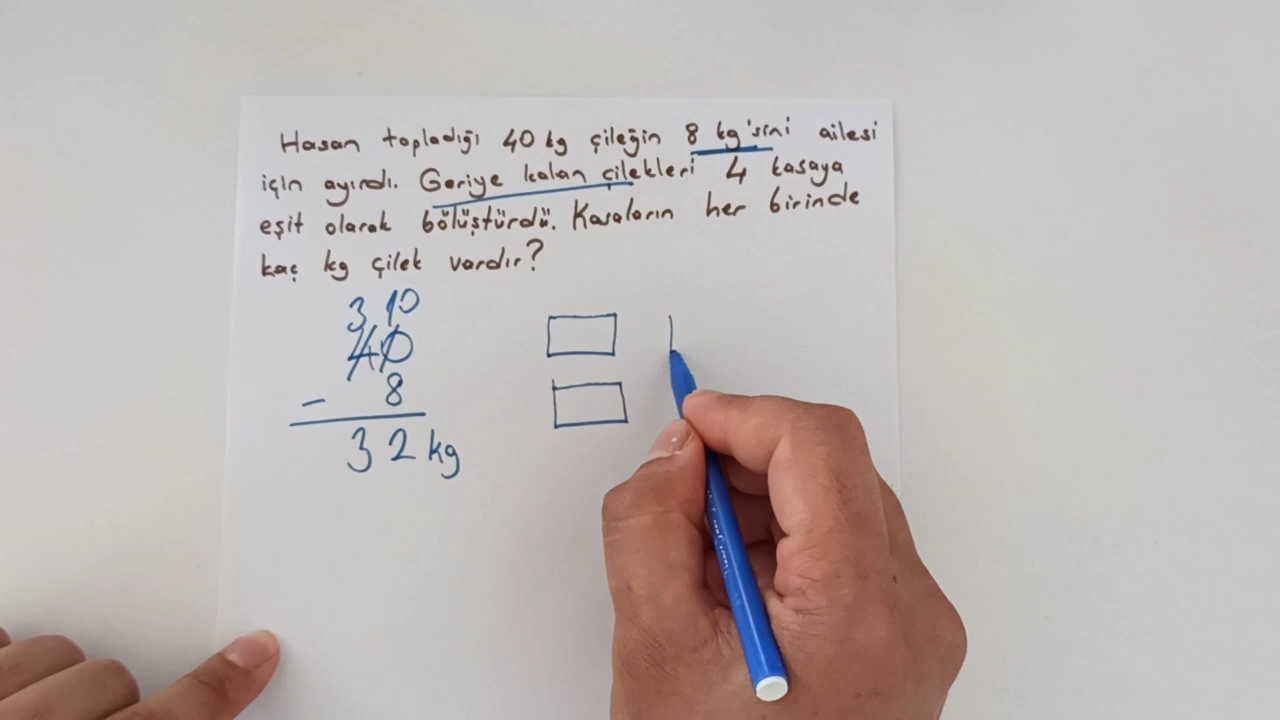 Hasan topladığı 40 kg çileğin 8 kg'sini ailesi
için ayırdı. Geriye kalan çilekleri 4 kasaya
eşit olarak bölüştürdü. Kasaların her birinde
kaç kg çilek vardır?
3 10
40
- 8
32 kg